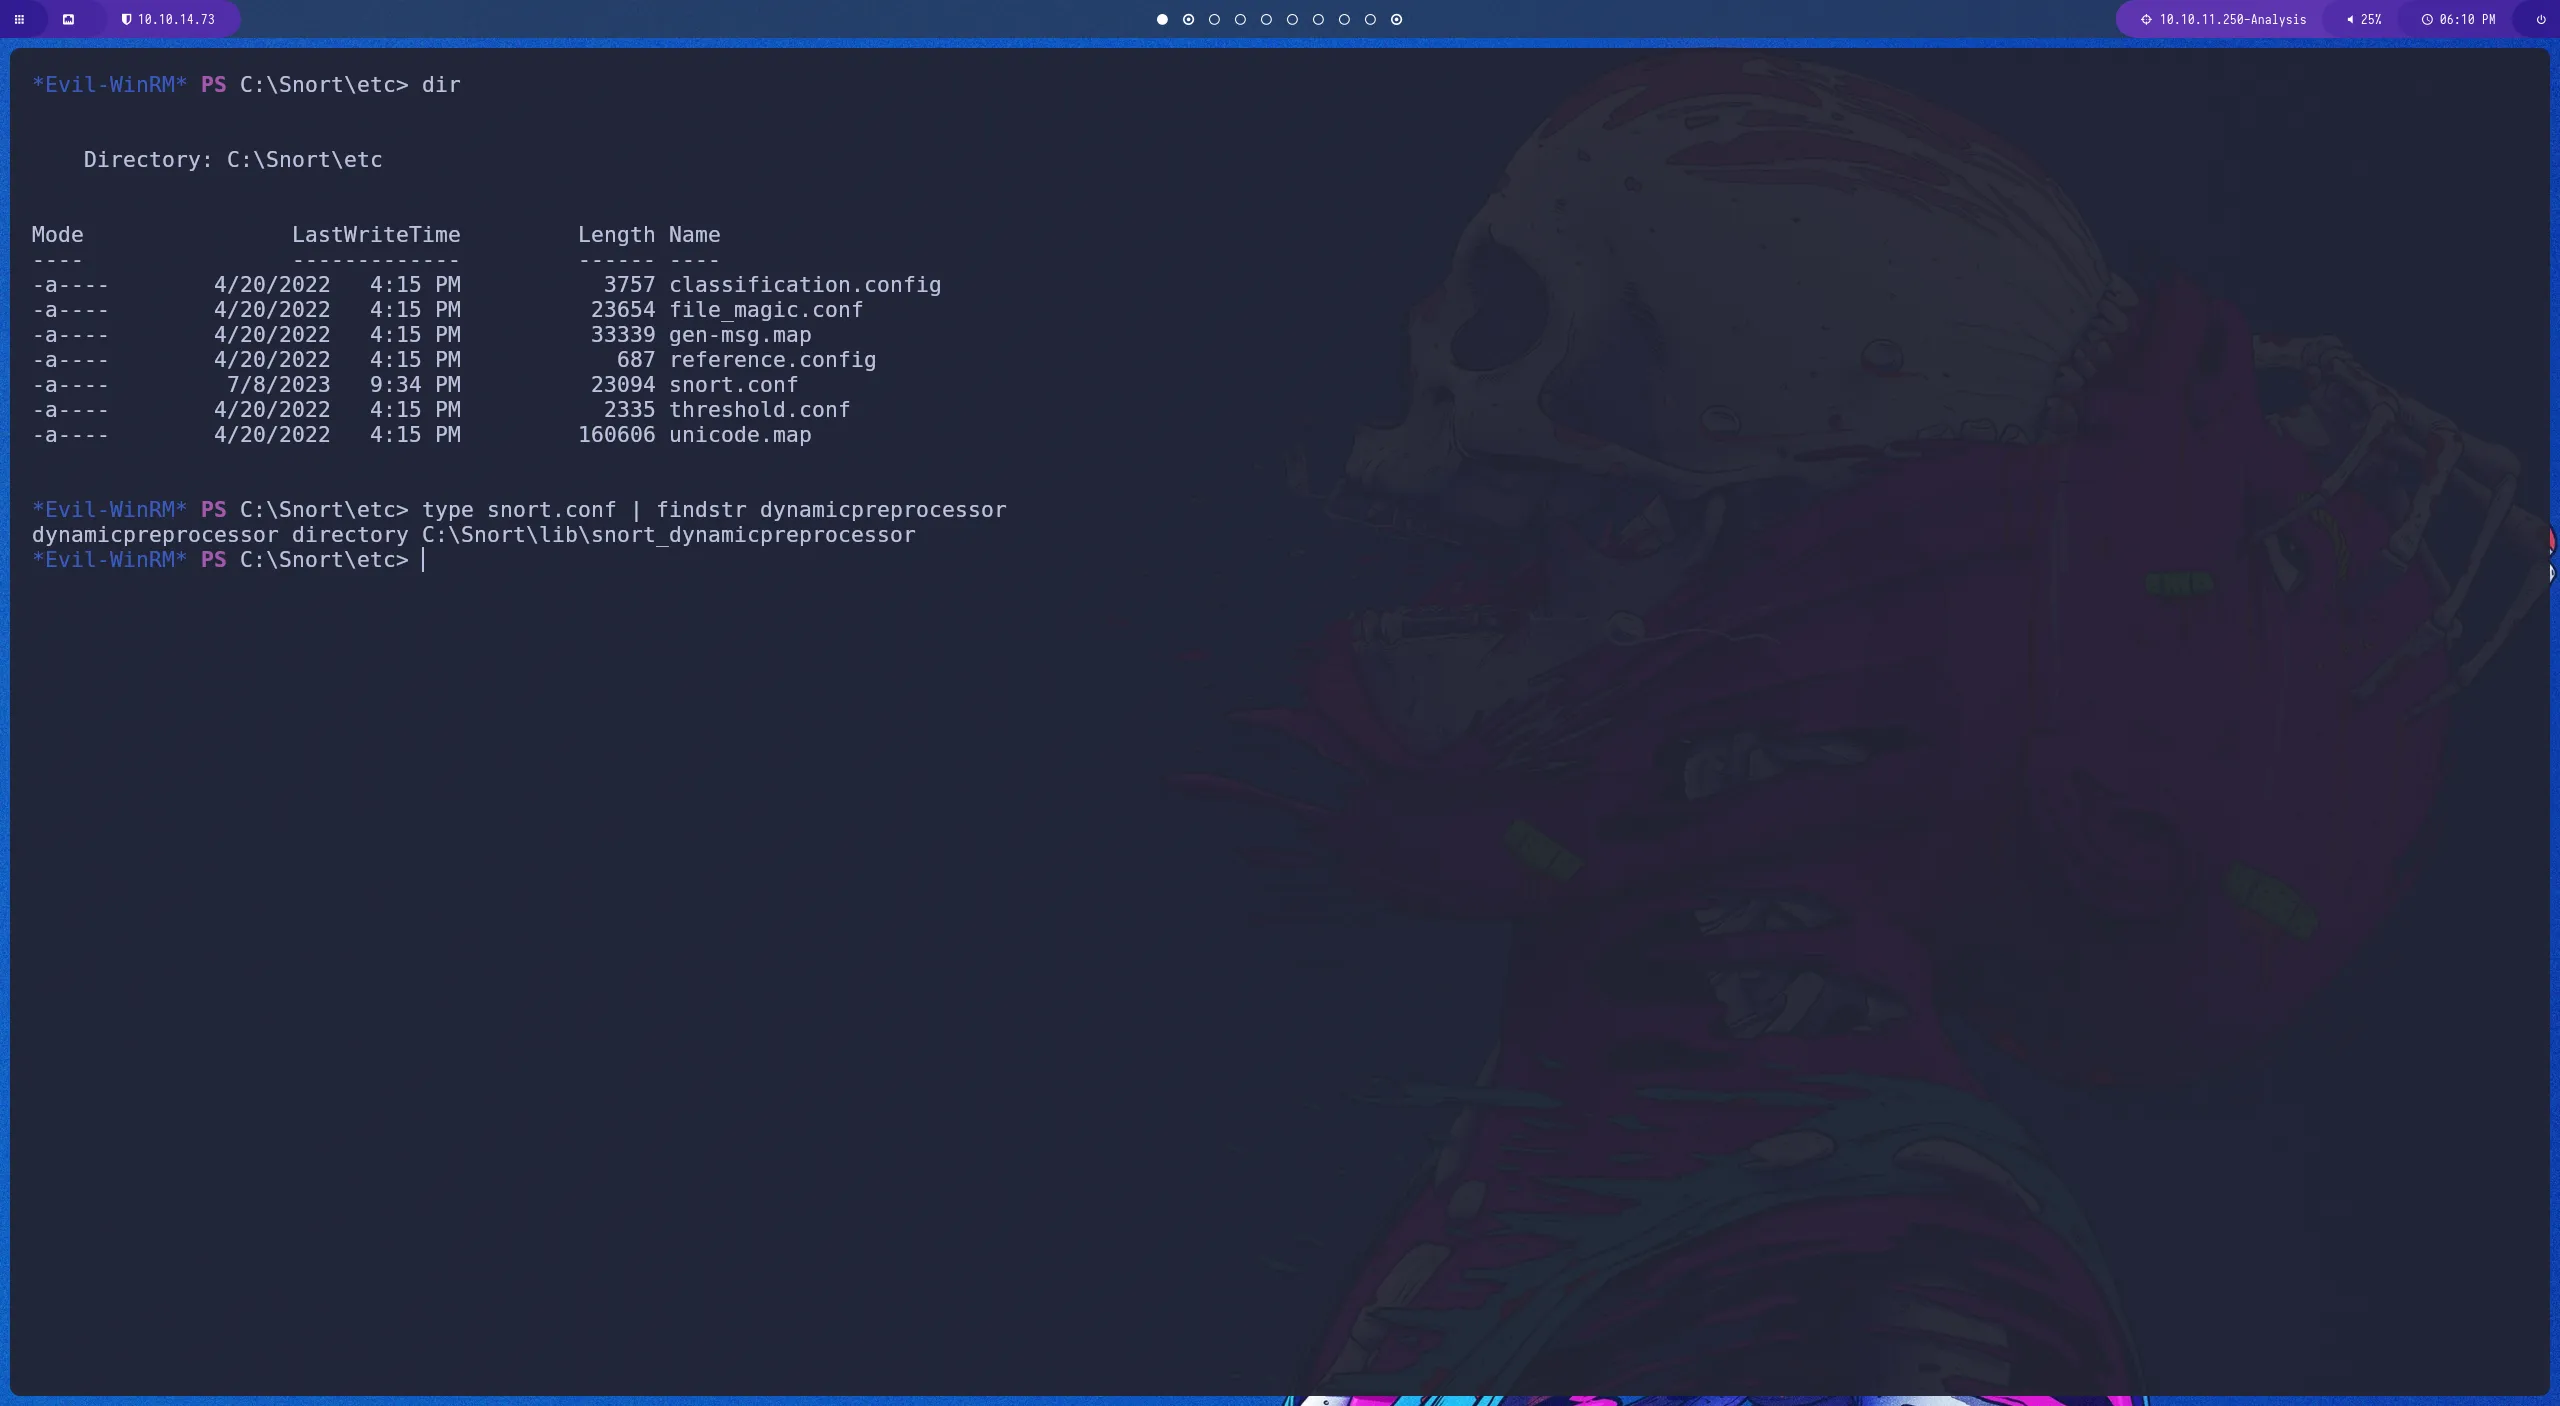 10.10.14.73
10.10.11.250-Analysis
25%
06:10 PM
*Evil-WinRM* PS C:\Snort\etc> dir
Directory: C:\Snort\etc
Mode LastWriteTime Length Name
---- ------------- ------ ----
-a---- 4/20/2022 4:15 PM 3757 classification.config
-a---- 4/20/2022 4:15 PM 23654 file_magic.conf
-a---- 4/20/2022 4:15 PM 33339 gen-msg.map
-a---- 4/20/2022 4:15 PM 687 reference.config
-a---- 7/8/2023 9:34 PM 23094 snort.conf
-a---- 4/20/2022 4:15 PM 2335 threshold.conf
-a---- 4/20/2022 4:15 PM 160606 unicode.map
*Evil-WinRM* PS C:\Snort\etc> type snort.conf | findstr dynamicpreprocessor
dynamicpreprocessor directory C:\Snort\lib\snort_dynamicpreprocessor
*Evil-WinRM* PS C:\Snort\etc>